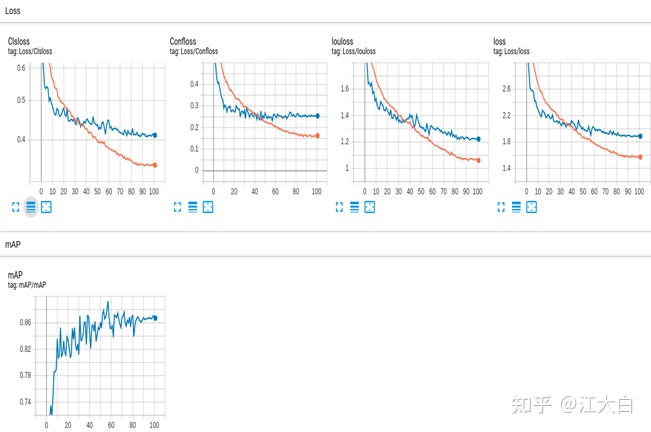 Loss
Clsloss
tag: Loss/Clsloss
0.6
0.5
0.4
0 10 20 30 40 50 60 70 80 90 100
Confloss
tag: Loss/Confloss
0.4
0.3
0.2
0.1
0
0 20 40 60 80 100
Iouloss
tag: Loss/Iouloss
1.6
1.4
1.2
1
0 10 20 30 40 50 60 70 80 90 100
loss
tag: Loss/loss
2.6
2.2
1.8
1.4
0 10 20 30 40 50 60 70 80 90 100
mAP
mAP
tag: mAP/mAP
0.86
0.82
0.78
0.74
0 20 40 60 80 100
知乎 @江大白